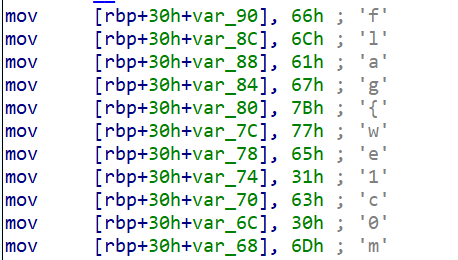 mov [rbp+30h+var_90], 66h ; 'f'
mov [rbp+30h+var_8C], 6Ch ; 'l'
mov [rbp+30h+var_88], 61h ; 'a'
mov [rbp+30h+var_84], 67h ; 'g'
mov [rbp+30h+var_80], 7Bh ; '{'
mov [rbp+30h+var_7C], 77h ; 'w'
mov [rbp+30h+var_78], 65h ; 'e'
mov [rbp+30h+var_74], 31h ; '1'
mov [rbp+30h+var_70], 63h ; 'c'
mov [rbp+30h+var_6C], 30h ; '0'
mov [rbp+30h+var_68], 6Dh ; 'm'